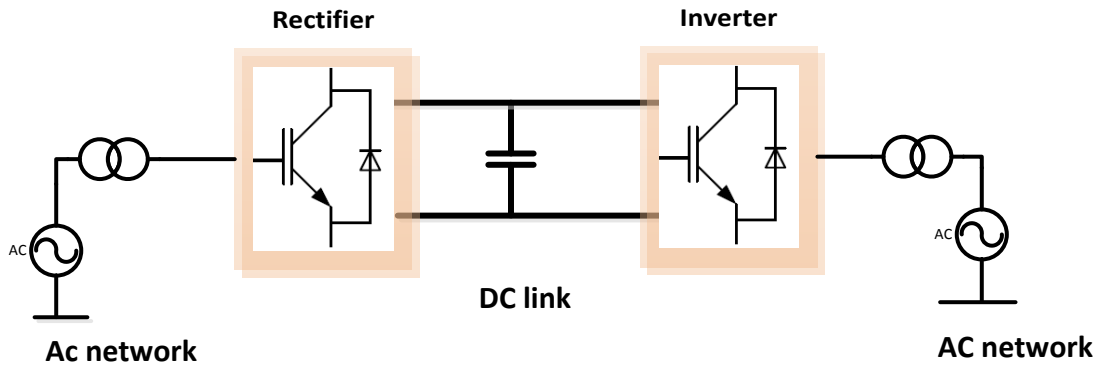 Rectifier
Inverter
AC
AC
DC link
Ac network
AC network